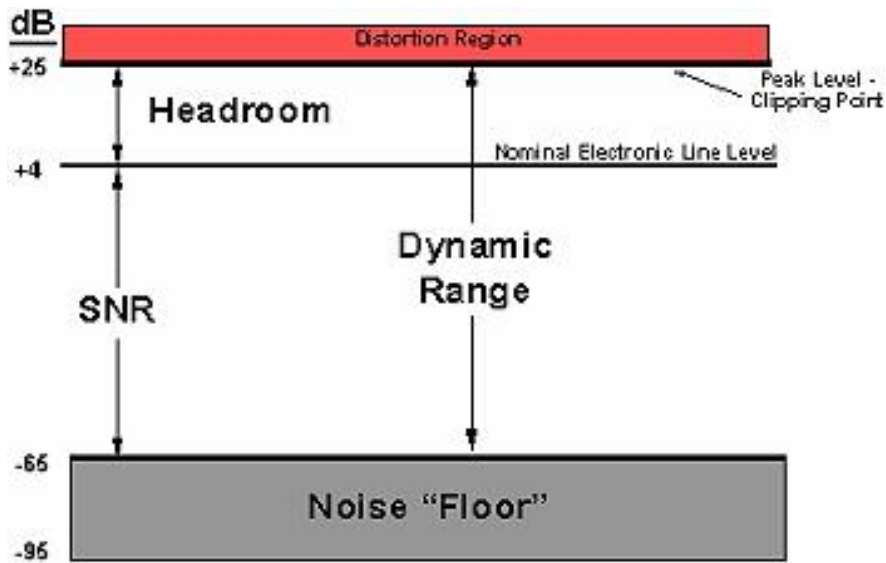 dB
Distortion Region
+25
Peak Level -
Clipping Point
Headroom
Nominal Electronic Line Level
+4
Dynamic
Range
SNR
-65
Noise “Floor”
-95